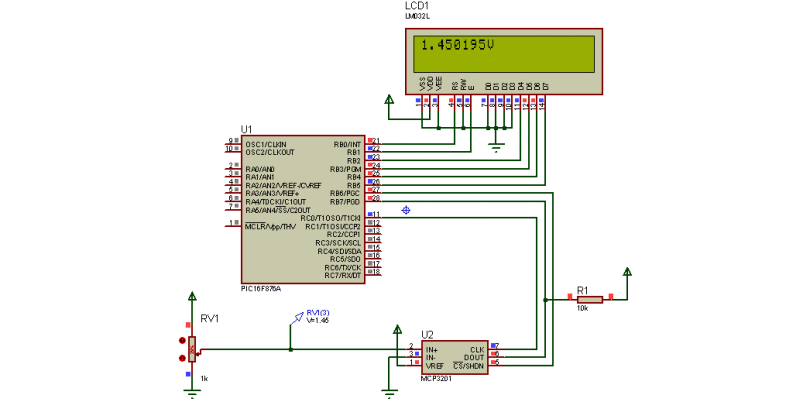 LCD1
LM032L
1.450195V
VSS VDD VEE RS RW E D0 D1 D2 D3 D4 D5 D6 D7
1 2 3 4 5 6 7 8 9 10 11 12 13 14
U1
9 OSC1/CLKIN RB0/INT 21
10 OSC2/CLKOUT RB1 22
RB2 23
2 RA0/AN0 RB3/PGM 24
3 RA1/AN1 RB4 25
4 RA2/AN2/VREF-/CVREF RB5 26
5 RA3/AN3/VREF+ RB6/PGC 27
6 RA4/T0CKI/C1OUT RB7/PGD 28
7 RA5/AN4/SS/C2OUT
RC0/T1OSO/T1CKI 11
1 MCLR/Vpp/THV RC1/T1OSI/CCP2 12
RC2/CCP1 13
RC3/SCK/SCL 14
RC4/SDI/SDA 15
RC5/SDO 16
RC6/TX/CK 17
RC7/RX/DT 18
PIC16F876A
R1
10k
RV1(3)
V=1.45
RV1
1k
U2
2 IN+ CLK 7
3 IN- DOUT 6
1 VREF CS/SHDN 5
MCP3201